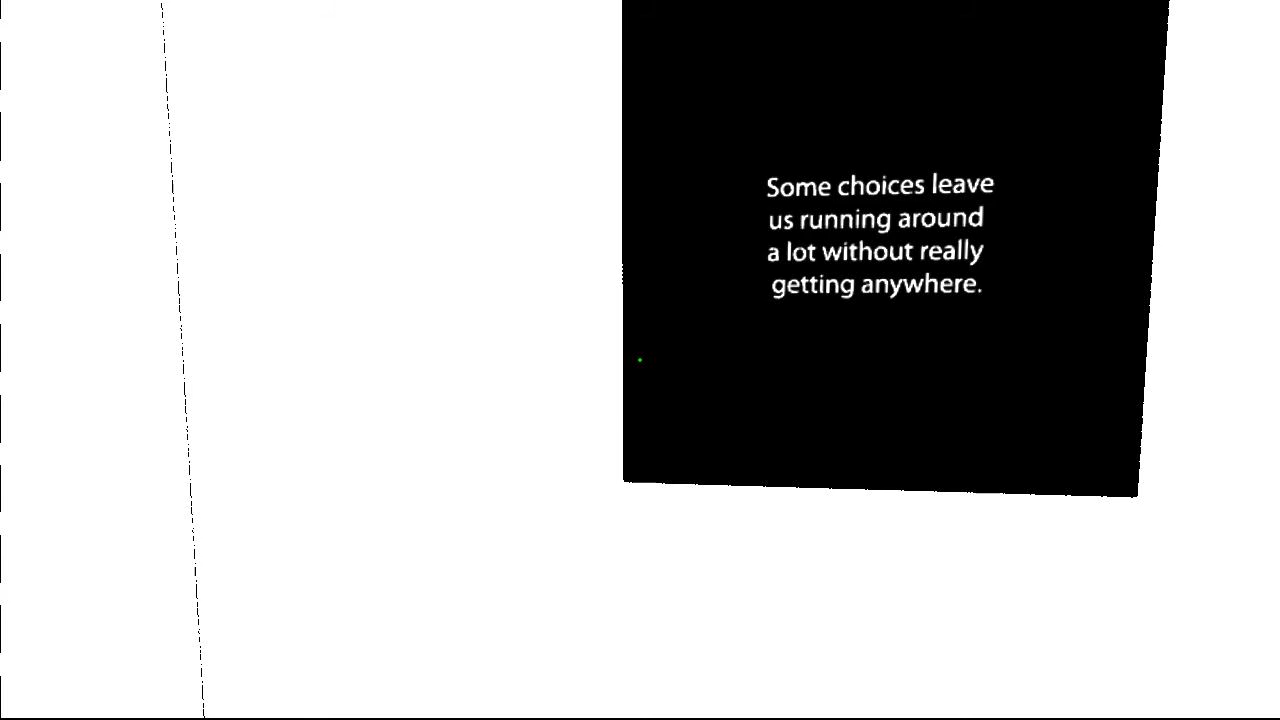 Some choices leave
us running around
a lot without really
getting anywhere.